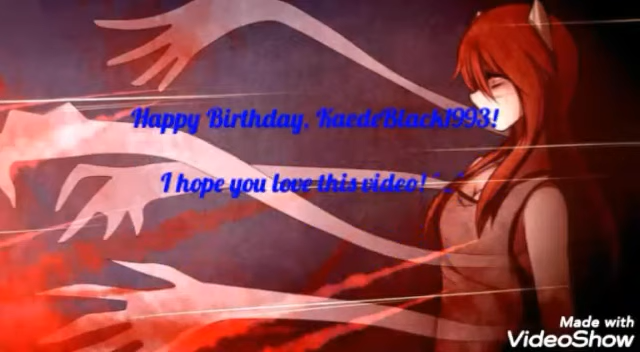 Happy Birthday, KaedeBlack1993!
I hope you love this video! ^_^
Made with
VideoShow